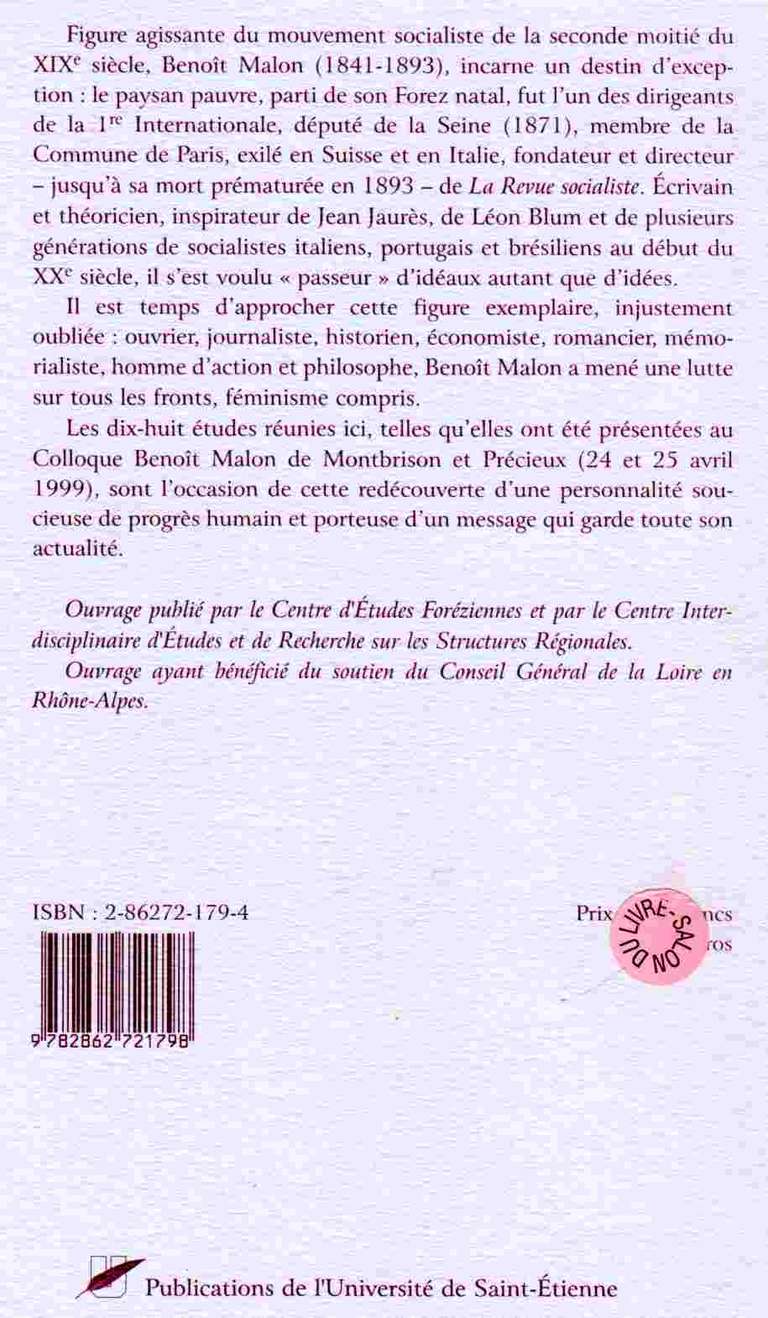 Figure agissante du mouvement socialiste de la seconde moitié du
XIXe siècle, Benoît Malon (1841-1893), incarne un destin d'excep-
tion : le paysan pauvre, parti de son Forez natal, fut l'un des dirigeants
de la 1re Internationale, député de la Seine (1871), membre de la
Commune de Paris, exilé en Suisse et en Italie, fondateur et directeur
– jusqu'à sa mort prématurée en 1893 – de La Revue socialiste. Écrivain
et théoricien, inspirateur de Jean Jaurès, de Léon Blum et de plusieurs
générations de socialistes italiens, portugais et brésiliens au début du
XXe siècle, il s'est voulu « passeur » d'idéaux autant que d'idées.
Il est temps d'approcher cette figure exemplaire, injustement
oubliée : ouvrier, journaliste, historien, économiste, romancier, mémo-
rialiste, homme d'action et philosophe, Benoît Malon a mené une lutte
sur tous les fronts, féminisme compris.
Les dix-huit études réunies ici, telles qu'elles ont été présentées au
Colloque Benoît Malon de Montbrison et Précieux (24 et 25 avril
1999), sont l'occasion de cette redécouverte d'une personnalité sou-
cieuse de progrès humain et porteuse d'un message qui garde toute son
actualité.
Ouvrage publié par le Centre d'Études Foréziennes et par le Centre Inter-
disciplinaire d'Études et de Recherche sur les Structures Régionales.
Ouvrage ayant bénéficié du soutien du Conseil Général de la Loire en
Rhône-Alpes.
ISBN : 2-86272-179-4
Prix ncs
ros
SALON DU LIVRE-
9 782862 721798
Publications de l'Université de Saint-Étienne